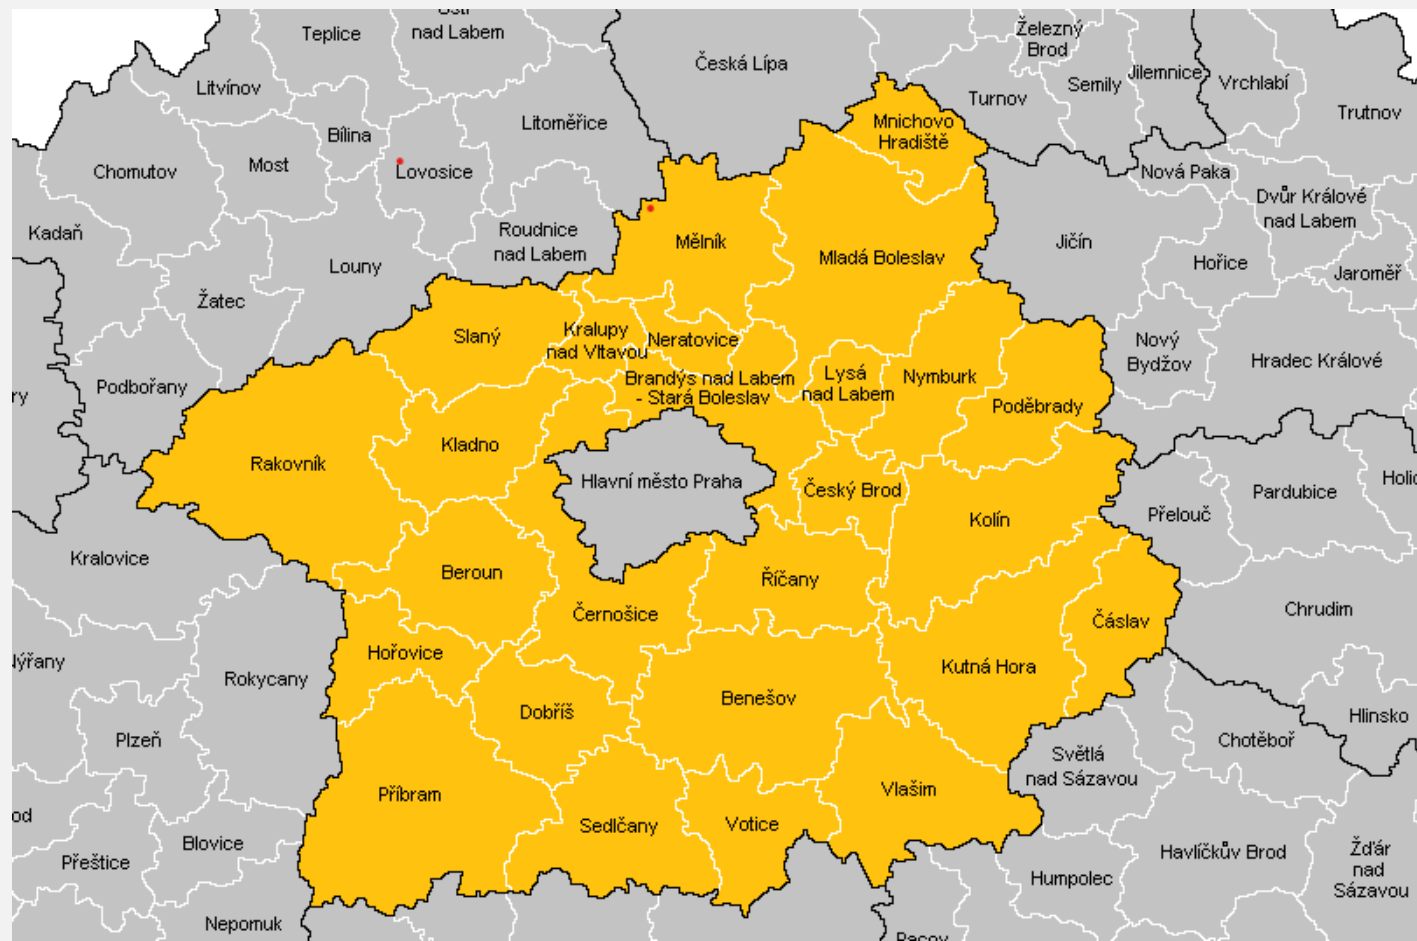 Teplice
nad Labem
Železný
Brod
Česká Lípa
Semily
Jilemnice
Vrchlabí
Litvínov
Turnov
Trutnov
Litoměřice
Mnichovo
Hradiště
Bílina
Most
Chomutov
Lovosice
Nová Paka
Dvůr Králové
nad Labem
Kadaň
Roudnice
nad Labem
Mělník
Jičín
Louny
Mladá Boleslav
Hořice
Jaroměř
Žatec
Slaný
Kralupy
nad Vltavou
Neratovice
Nový
Bydžov
Hradec Králové
Podbořany
Brandýs nad Labem
- Stará Boleslav
Lysá
nad Labem
Nymburk
Poděbrady
ry
Kladno
Rakovník
Hlavní město Praha
Český Brod
Kolín
Přelouč
Pardubice
Holic
Kralovice
Beroun
Říčany
Černošice
Čáslav
Chrudim
Hořovice
Kutná Hora
Nýřany
Rokycany
Dobříš
Benešov
Hlinsko
Plzeň
Světlá
nad Sázavou
Chotěboř
Příbram
Vlašim
od
Sedlčany
Votice
Blovice
Přeštice
Havlíčkův Brod
Žďár
nad
Sázavou
Humpolec
Nepomuk
Pacov